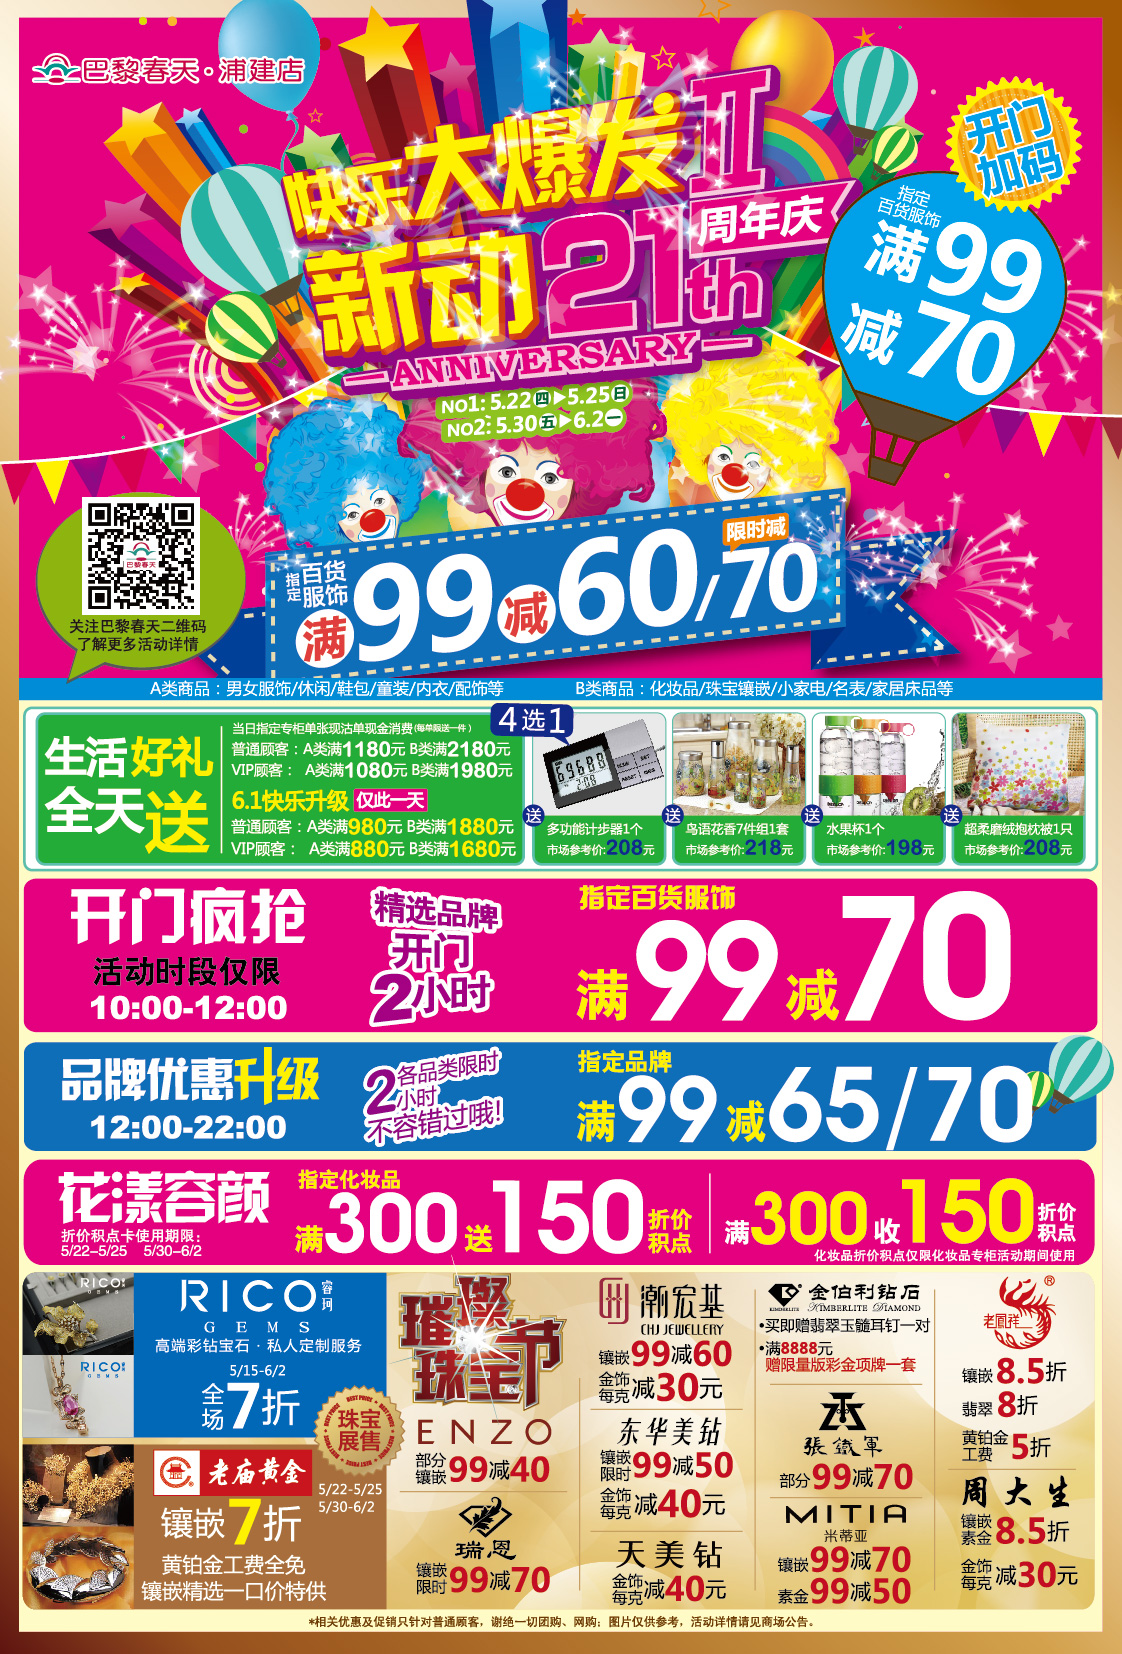 巴黎春天·浦建店
快乐大爆发 II
新动21th
周年庆
ANNIVERSARY
NO1: 5.22四▶5.25日
NO2: 5.30五▶6.2一
开门
加码
指定
百货服饰
满99
减70
关注巴黎春天二维码
了解更多活动详情
巴黎春天
指定百货服饰
满99减60/70
限时减
A类商品：男女服饰/休闲/鞋包/童装/内衣/配饰等
B类商品：化妆品/珠宝镶嵌/小家电/名表/家居床品等
生活好礼
全天送
当日指定专柜单张现沽单现金消费(每单限送一件)
普通顾客：A类满1180元 B类满2180元
VIP顾客： A类满1080元 B类满1980元
6.1快乐升级 仅此一天
普通顾客：A类满980元 B类满1880元
VIP顾客： A类满880元 B类满1680元
4选1
送
多功能计步器1个
市场参考价:208元
送
鸟语花香7件组1套
市场参考价:218元
送
水果杯1个
市场参考价:198元
送
超柔磨绒抱枕被1只
市场参考价:208元
开门疯抢
活动时段仅限
10:00-12:00
精选品牌
开门
2小时
指定百货服饰
满99减70
品牌优惠升级
12:00-22:00
各品类限时
2小时
不容错过哦!
指定品牌
满99减65/70
花漾容颜
折价积点卡使用期限：
5/22-5/25 5/30-6/2
指定化妆品
满300送150折价积点
满300收150折价积点
化妆品折价积点仅限化妆品专柜活动期间使用
RICO容珂
GEMS
RICO容珂
GEMS
RICO容珂
GEMS
高端彩钻宝石·私人定制服务
5/15-6/2
全场7折
BEST PRICE
珠宝
展售
老庙黄金
5/22-5/25
5/30-6/2
镶嵌7折
黄铂金工费全免
镶嵌精选一口价特供
璀璨
珠宝节
ENZO
部分镶嵌99减40
瑞恩
镶嵌限时99减70
潮宏基
CHJ JEWELLERY
镶嵌99减60
金饰每克减30元
东华美钻
镶嵌限时99减50
金饰每克减40元
天美钻
金饰每克减40元
KIMBERLITE
金伯利钻石
KIMBERLITE DIAMOND
•买即赠翡翠玉髓耳钉一对
•满8888元
赠限量版彩金项牌一套
張鐵軍
部分99减70
MITIA
米蒂亚
镶嵌99减70
素金99减50
老鳳祥
®
镶嵌8.5折
翡翠8折
黄铂金工费5折
周大生
镶嵌素金8.5折
金饰每克减30元
*相关优惠及促销只针对普通顾客，谢绝一切团购、网购；图片仅供参考，活动详情请见商场公告。